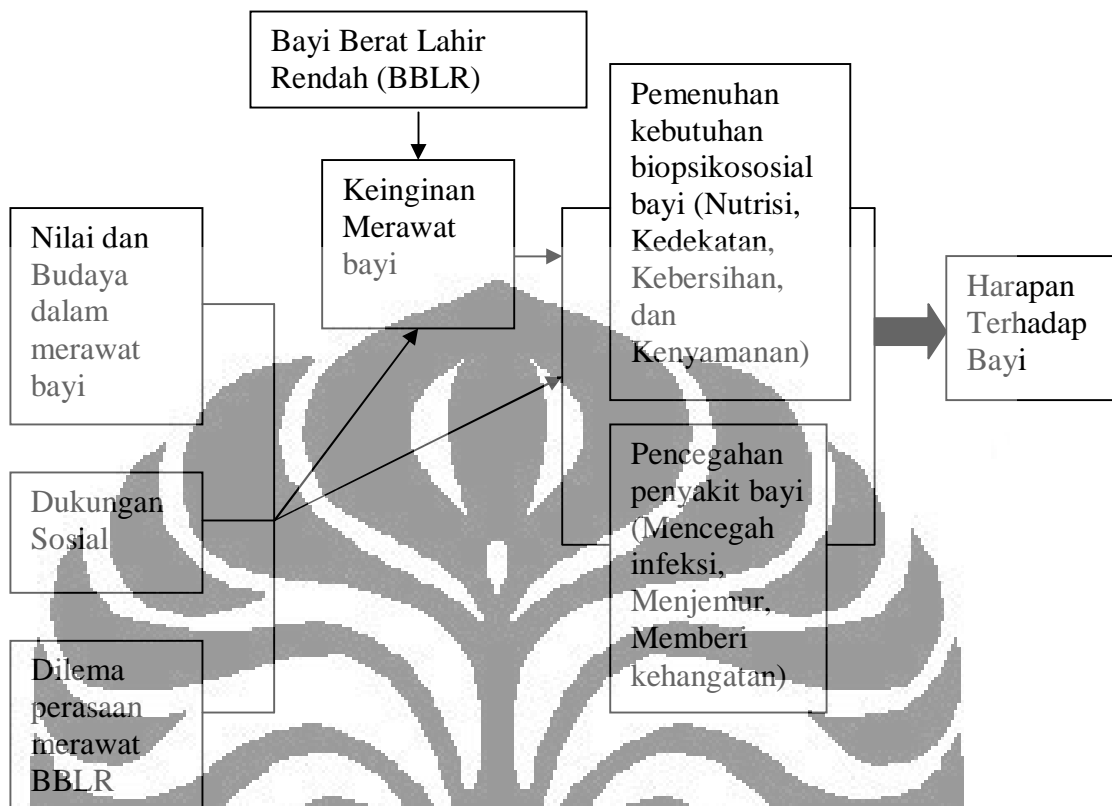 Bayi Berat Lahir
Rendah (BBLR)
Keinginan
Merawat
bayi
Nilai dan
Budaya
dalam
merawat
bayi
Dukungan
Sosial
Dilema
perasaan
merawat
BBLR
Pemenuhan
kebutuhan
biopsikososial
bayi (Nutrisi,
Kedekatan,
Kebersihan,
dan
Kenyamanan)
Pencegahan
penyakit bayi
(Mencegah
infeksi,
Menjemur,
Memberi
kehangatan)
Harapan
Terhadap
Bayi